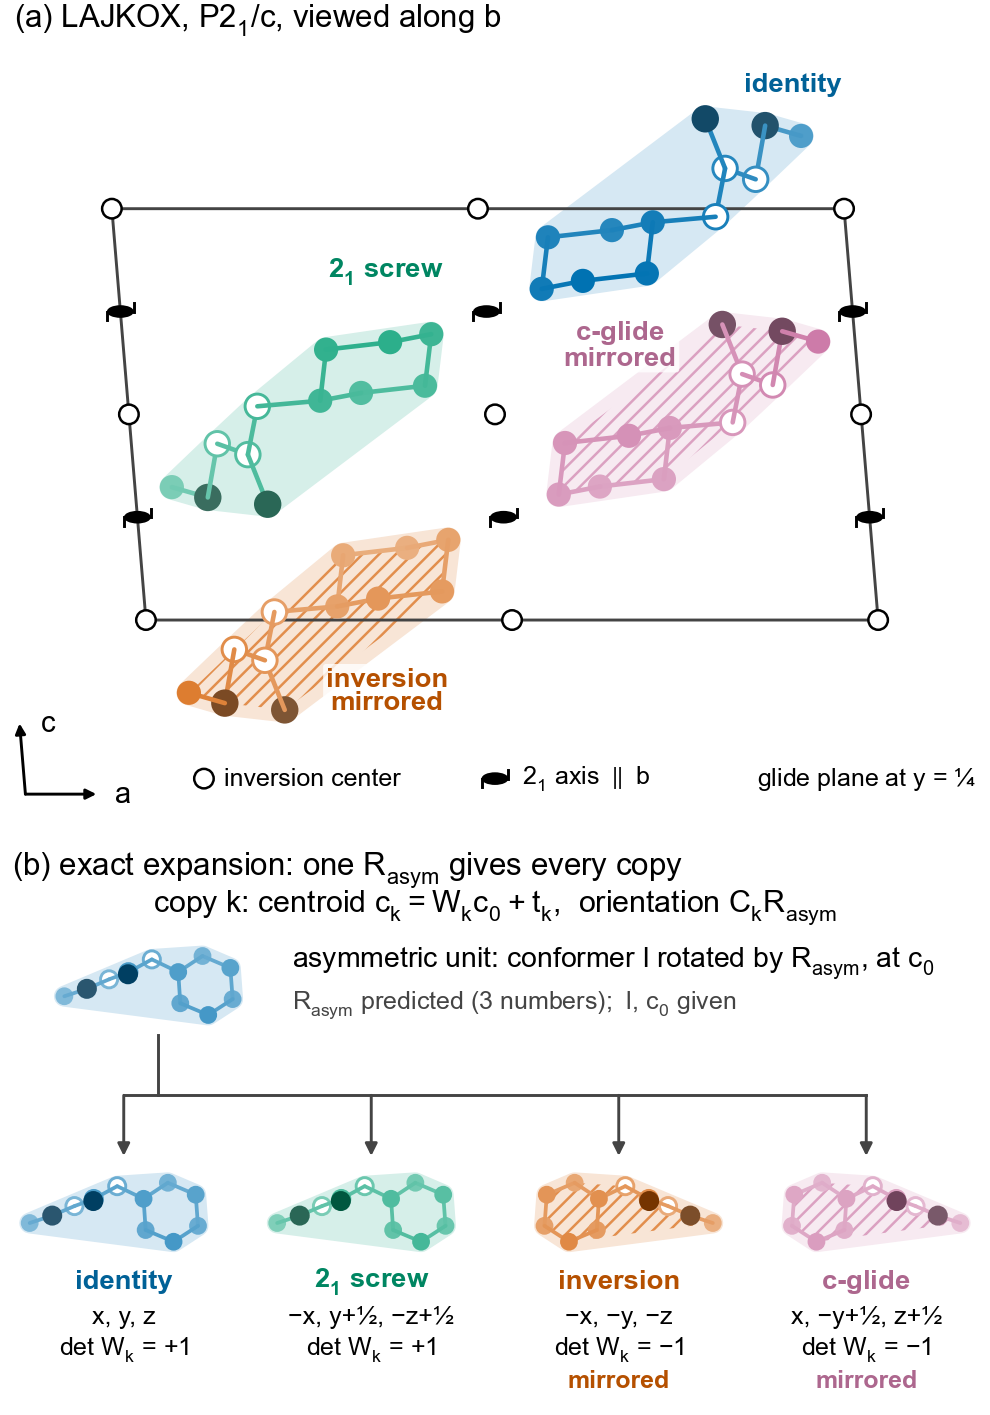 (a) LAJKOX, P2₁/c, viewed along b
identity
2₁ screw
c-glide
mirrored
inversion
mirrored
c
a
inversion center
2₁ axis ∥ b
glide plane at y = ¼
(b) exact expansion: one R_asym gives every copy
copy k: centroid c_k = W_k c₀ + t_k, orientation C_k R_asym
asymmetric unit: conformer l rotated by R_asym, at c₀
R_asym predicted (3 numbers); l, c₀ given
identity
x, y, z
det W_k = +1
2₁ screw
−x, y+½, −z+½
det W_k = +1
inversion
−x, −y, −z
det W_k = −1
mirrored
c-glide
x, −y+½, z+½
det W_k = −1
mirrored